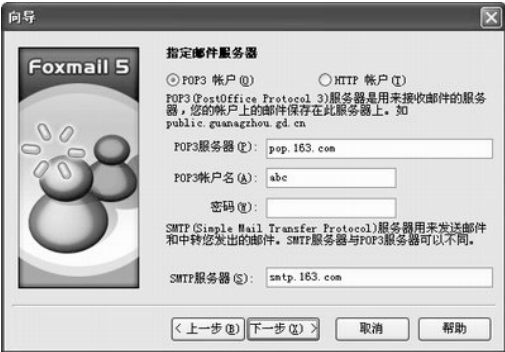 向导
Foxmail 5
指定邮件服务器
POP3 帐户(O)
HTTP 帐户(T)
POP3(PostOffice Protocol 3)服务器是用来接收邮件的服务
器，您的帐户上的邮件保存在此服务器上。如
public.guanagzhou.gd.cn
POP3服务器(P): pop.163.com
POP3帐户名(A): abc
密码(W):
SMTP(Simple Mail Transfer Protocol)服务器用来发送邮件
和中转您发出的邮件。SMTP服务器与POP3服务器可以不同。
SMTP服务器(S): smtp.163.com
< 上一步(B) 下一步(X) > 取消 帮助